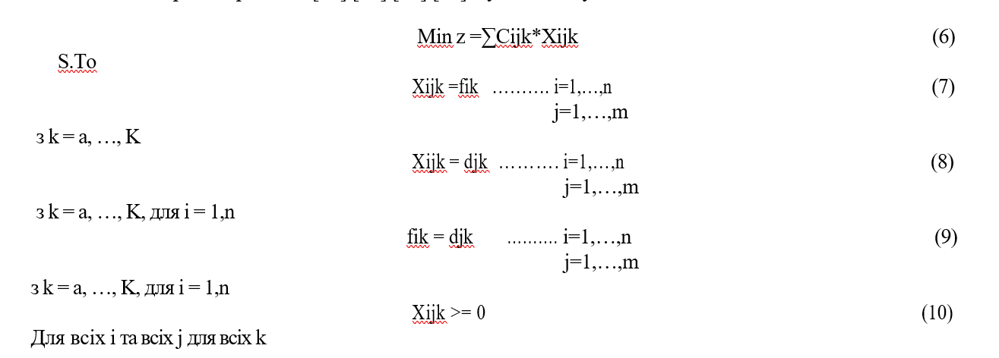 Min z =∑Cijk*Xijk (6)
S.To
Xijk =fik ………. i=1,…,n (7)
j=1,…,m
з k = a, …, K
Xijk = djk ………. i=1,…,n (8)
j=1,…,m
з k = a, …, K, для i = 1,n
fik = djk ………. i=1,…,n (9)
j=1,…,m
з k = a, …, K, для i = 1,n
Xijk >= 0 (10)
Для всіх i та всіх j для всіх k